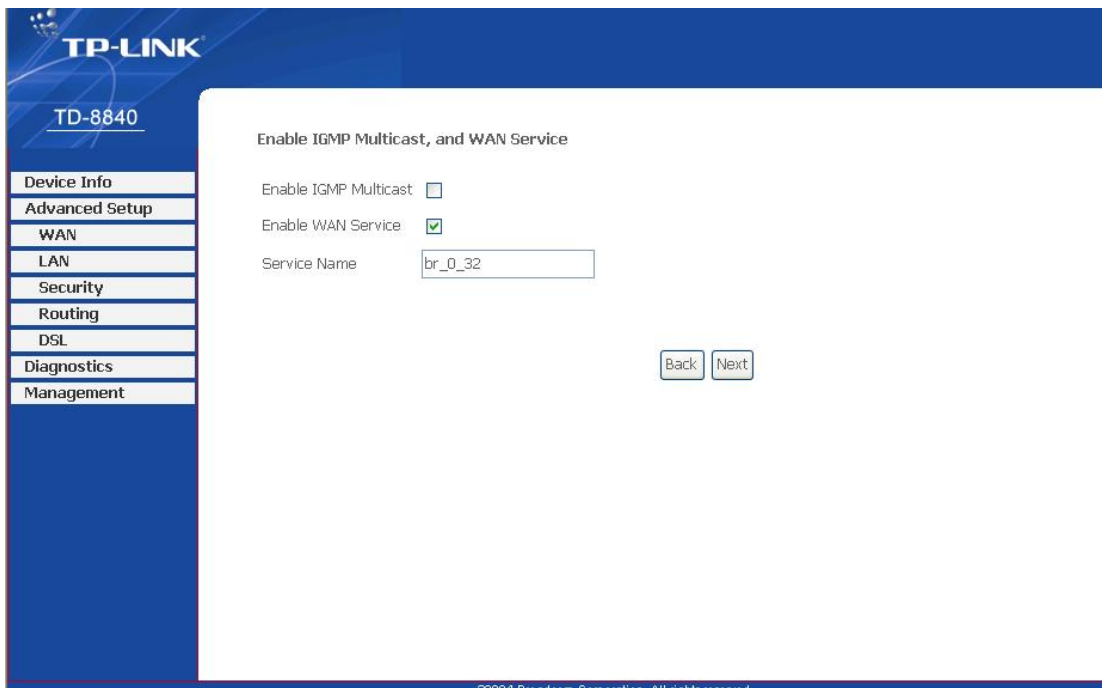 TP-LINK
TD-8840
Device Info
Advanced Setup
WAN
LAN
Security
Routing
DSL
Diagnostics
Management
Enable IGMP Multicast, and WAN Service
Enable IGMP Multicast
Enable WAN Service
Service Name br_0_32
Back Next